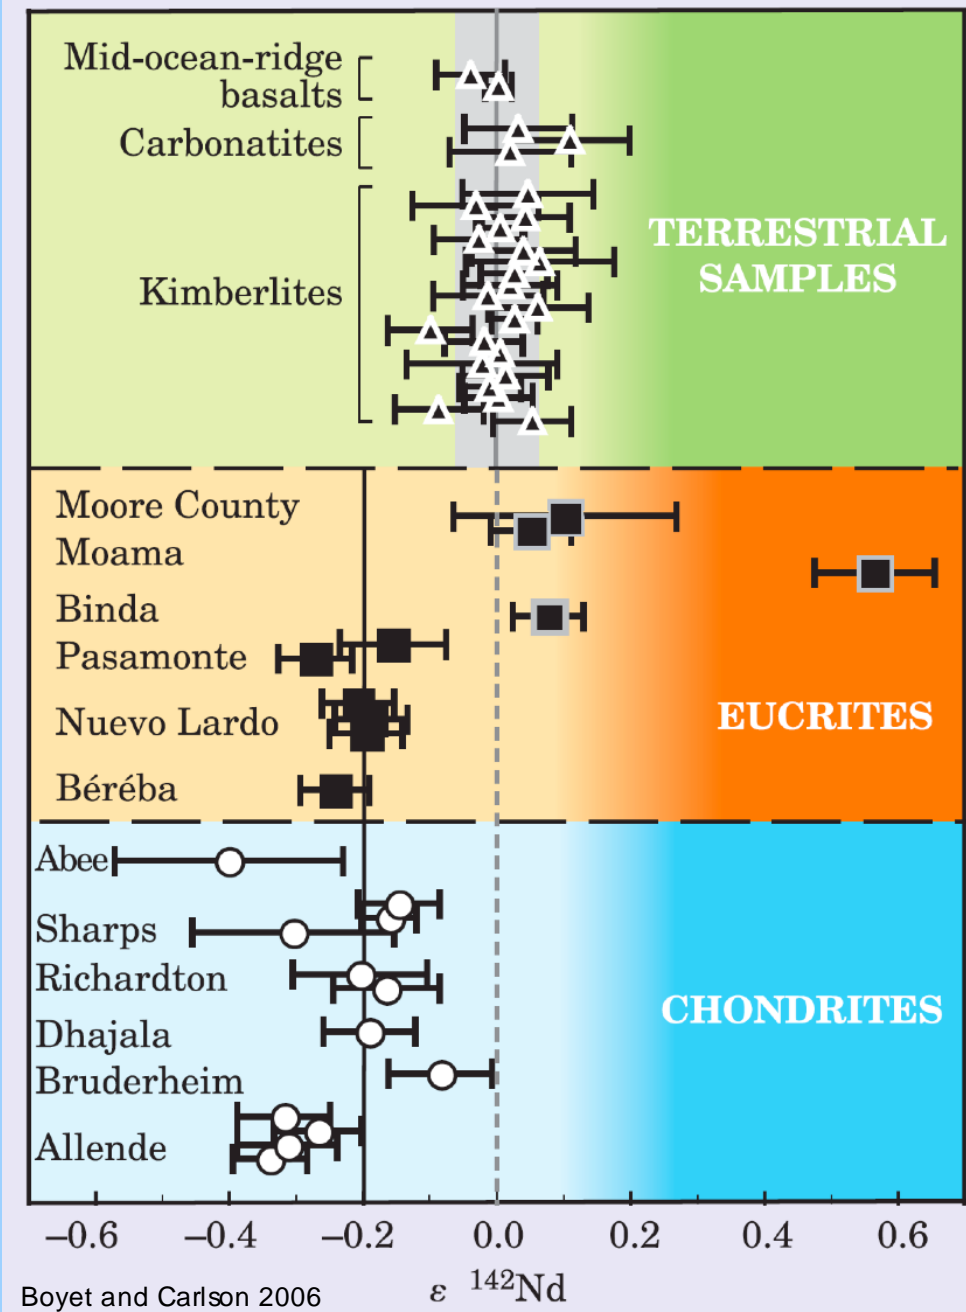 Mid-ocean-ridge
basalts
Carbonatites
Kimberlites
TERRESTRIAL
SAMPLES
Moore County
Moama
Binda
Pasamonte
Nuevo Lardo
Béréba
EUCRITES
Abee
Sharps
Richardton
Dhajala
Bruderheim
Allende
CHONDRITES
–0.6 –0.4 –0.2 0.0 0.2 0.4 0.6
ε ¹⁴²Nd
Boyet and Carlson 2006